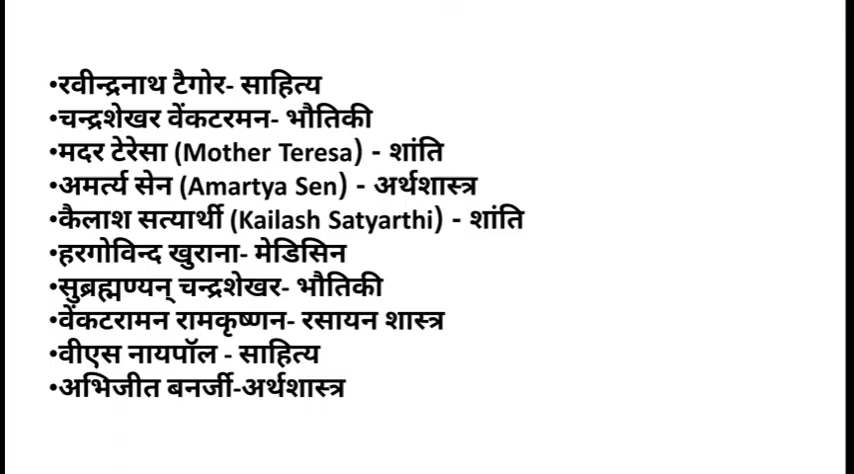 •रवीन्द्रनाथ टैगोर- साहित्य
•चन्द्रशेखर वेंकटरमन- भौतिकी
•मदर टेरेसा (Mother Teresa) - शांति
•अमर्त्य सेन (Amartya Sen) - अर्थशास्त्र
•कैलाश सत्यार्थी (Kailash Satyarthi) - शांति
•हरगोविन्द खुराना- मेडिसिन
•सुब्रह्मण्यन् चन्द्रशेखर- भौतिकी
•वेंकटरामन रामकृष्णन- रसायन शास्त्र
•वीएस नायपॉल - साहित्य
•अभिजीत बनर्जी-अर्थशास्त्र